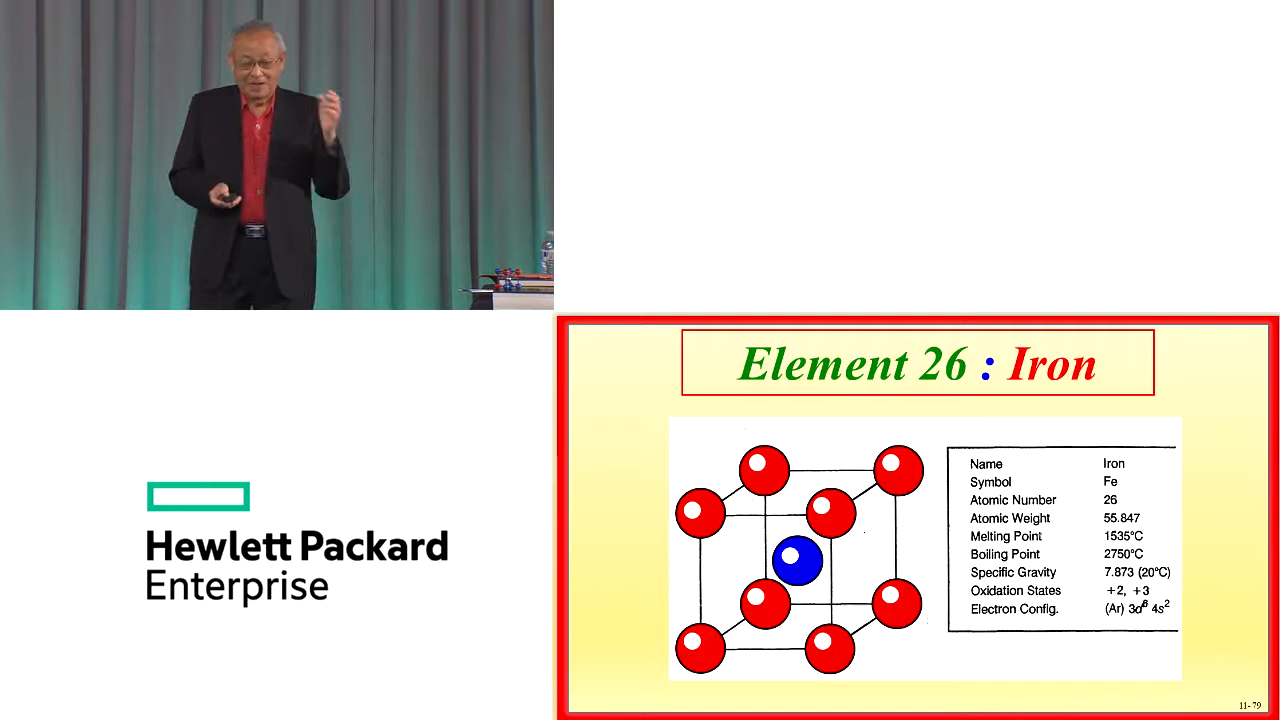 Hewlett Packard
Enterprise
Element 26 : Iron
Name Iron
Symbol Fe
Atomic Number 26
Atomic Weight 55.847
Melting Point 1535°C
Boiling Point 2750°C
Specific Gravity 7.873 (20°C)
Oxidation States +2, +3
Electron Config. (Ar) 3d⁶ 4s²
11- 79